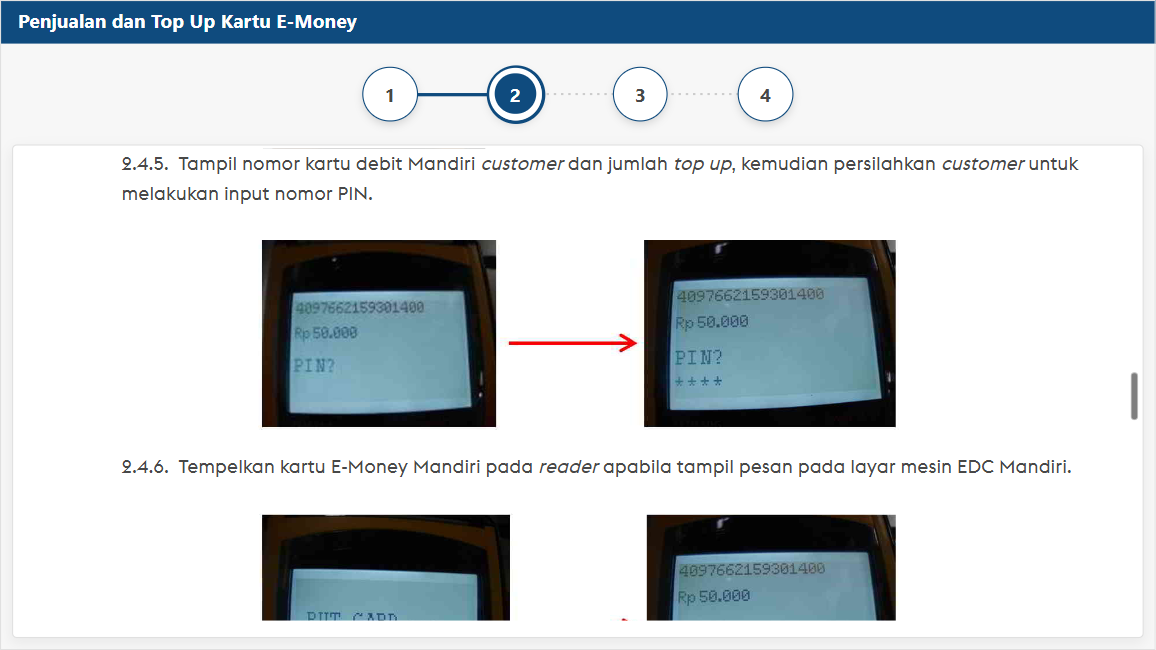 Penjualan dan Top Up Kartu E-Money
1
2
3
4
2.4.5. Tampil nomor kartu debit Mandiri customer dan jumlah top up, kemudian persilahkan customer untuk
melakukan input nomor PIN.
4097662159301400
Rp 50.000
PIN?
4097662159301400
Rp 50.000
PIN?
****
2.4.6. Tempelkan kartu E-Money Mandiri pada reader apabila tampil pesan pada layar mesin EDC Mandiri.
PUT CARD
4097662159301400
Rp 50.000